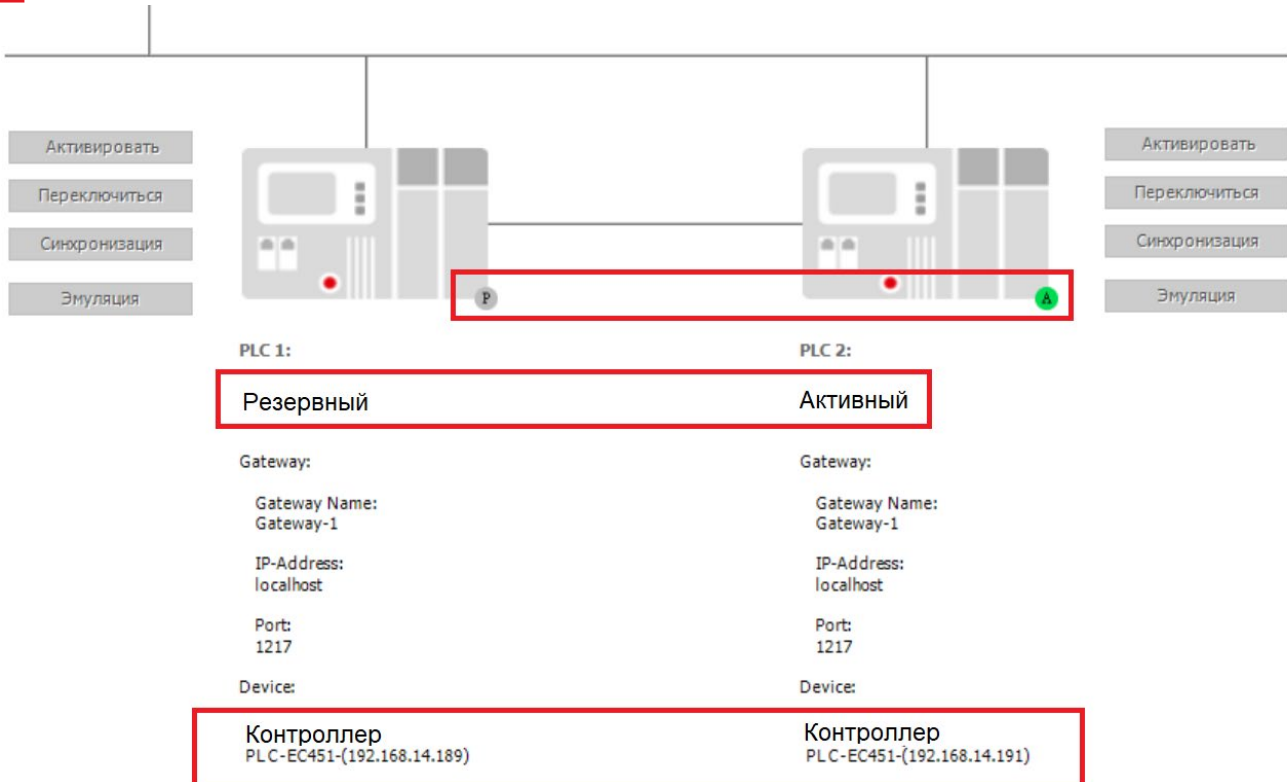 Активировать
Переключиться
Синхронизация
Эмуляция
Активировать
Переключиться
Синхронизация
Эмуляция
P
A
PLC 1:
PLC 2:
Резервный
Активный
Gateway:
Gateway:
Gateway Name:
Gateway-1
Gateway Name:
Gateway-1
IP-Address:
localhost
IP-Address:
localhost
Port:
1217
Port:
1217
Device:
Device:
Контроллер
PLC-EC451-(192.168.14.189)
Контроллер
PLC-EC451-(192.168.14.191)